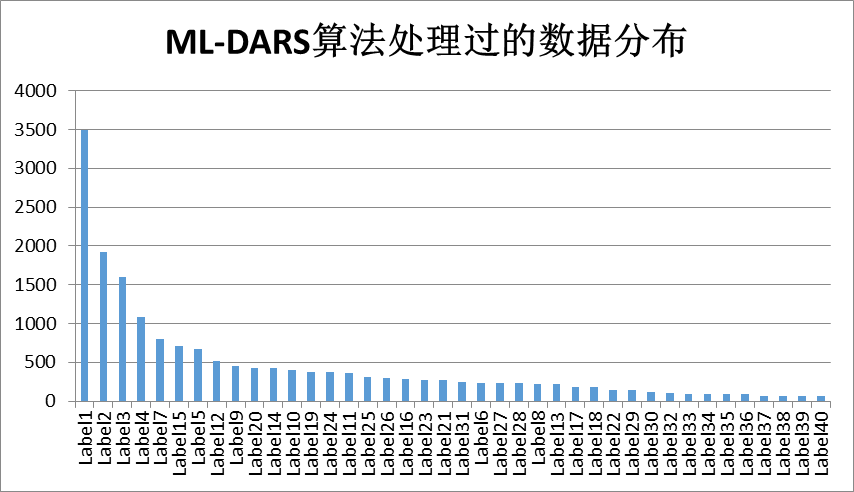 ML-DARS算法处理过的数据分布
4000
3500
3000
2500
2000
1500
1000
500
0
Label1
Label2
Label3
Label4
Label7
Label15
Label5
Label12
Label9
Label20
Label14
Label10
Label19
Label24
Label11
Label25
Label26
Label16
Label23
Label21
Label31
Label6
Label27
Label28
Label8
Label13
Label17
Label18
Label22
Label29
Label30
Label32
Label33
Label34
Label35
Label36
Label37
Label38
Label39
Label40